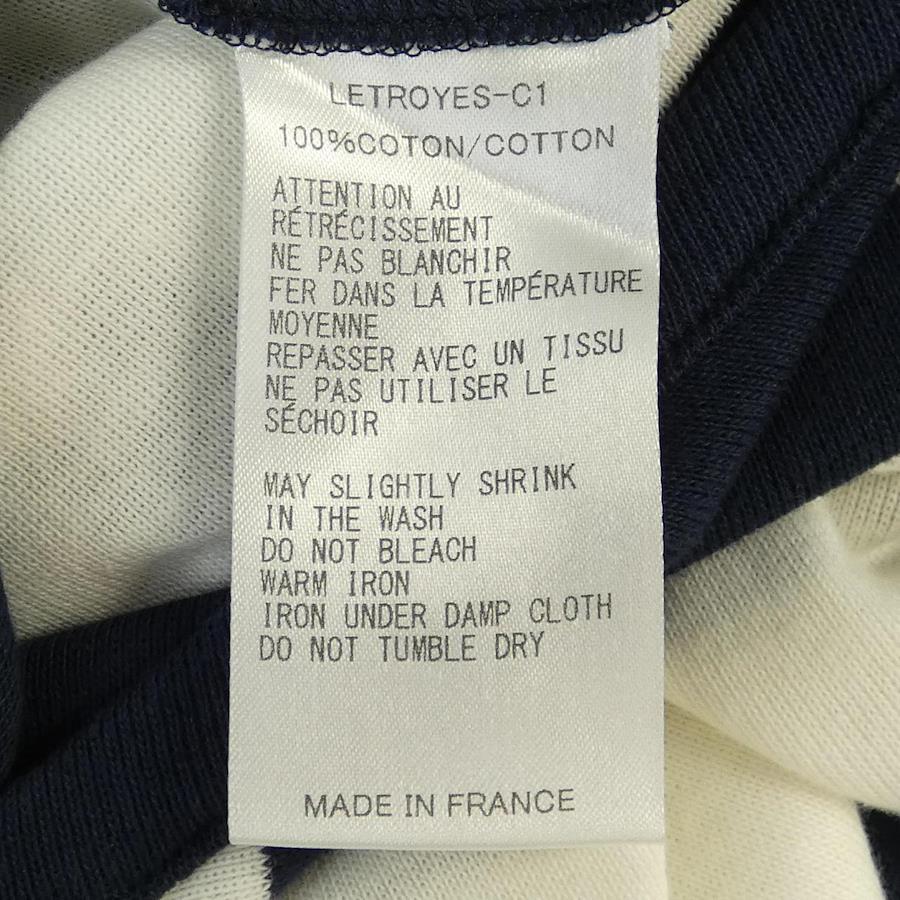 LETROYES-C1
100%COTON/COTTON
ATTENTION AU
RÉTRÉCISSEMENT
NE PAS BLANCHIR
FER DANS LA TEMPÉRATURE
MOYENNE
REPASSER AVEC UN TISSU
NE PAS UTILISER LE
SÉCHOIR
MAY SLIGHTLY SHRINK
IN THE WASH
DO NOT BLEACH
WARM IRON
IRON UNDER DAMP CLOTH
DO NOT TUMBLE DRY
MADE IN FRANCE